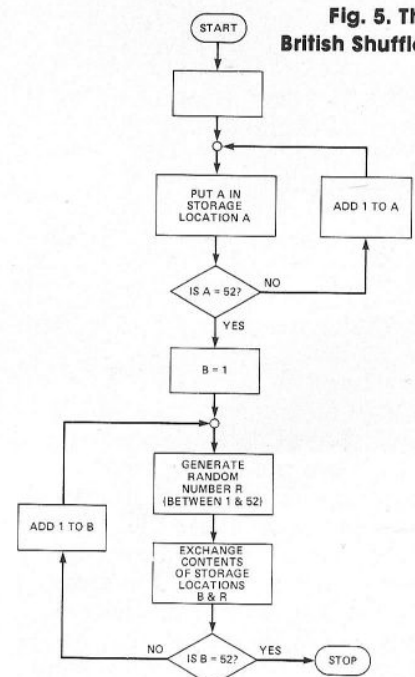 Fig. 5. Th
British Shuffle
START
PUT A IN
STORAGE
LOCATION A
ADD 1 TO A
IS A = 52?
NO
YES
B = 1
GENERATE
RANDOM
NUMBER R
(BETWEEN 1 & 52)
ADD 1 TO B
EXCHANGE
CONTENTS
OF STORAGE
LOCATIONS
B & R
NO
IS B = 52?
YES
STOP